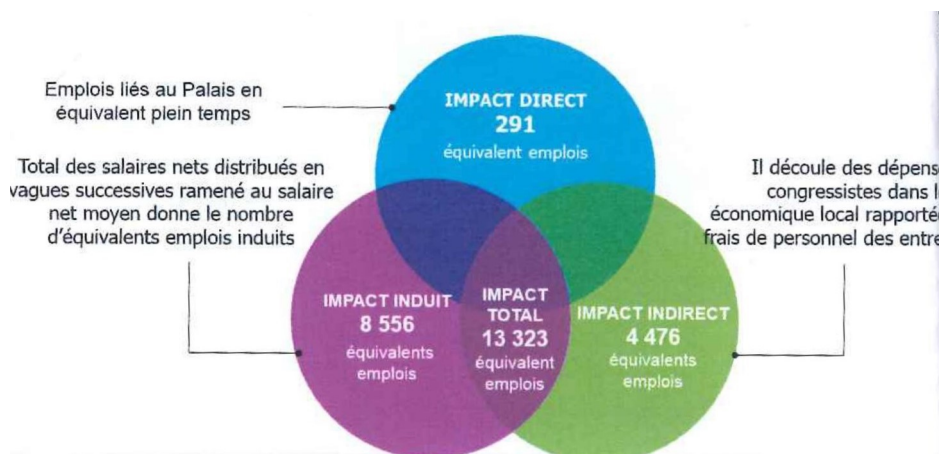 Emplois liés au Palais en
équivalent plein temps
IMPACT DIRECT
291
équivalent emplois
Total des salaires nets distribués en
vagues successives ramené au salaire
net moyen donne le nombre
d'équivalents emplois induits
Il découle des dépens
congressistes dans l
économique local rapporté
frais de personnel des entre
IMPACT INDUIT
8 556
équivalents
emplois
IMPACT
TOTAL
13 323
équivalent
emplois
IMPACT INDIRECT
4 476
équivalents
emplois